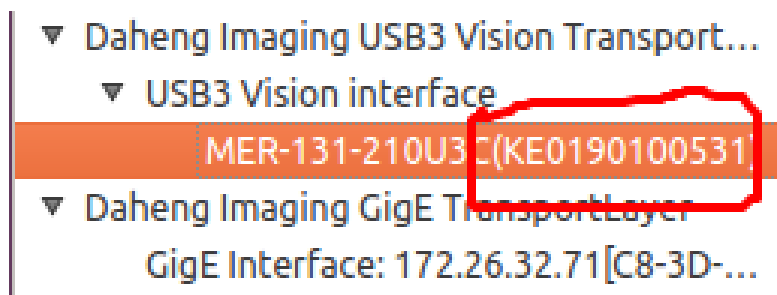 Daheng Imaging USB3 Vision Transport...
USB3 Vision interface
MER-131-210U3C(KE0190100531)
Daheng Imaging GigE TransportLayer
GigE Interface: 172.26.32.71[C8-3D-...